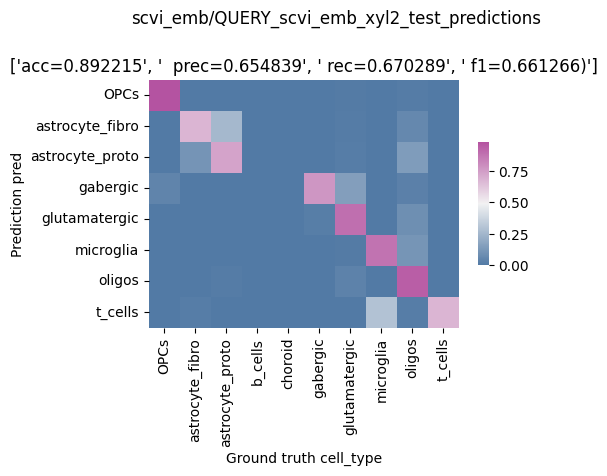 scvi_emb/QUERY_scvi_emb_xyl2_test_predictions
['acc=0.892215', '  prec=0.654839', ' rec=0.670289', ' f1=0.661266)']
OPCs
astrocyte_fibro
astrocyte_proto
gabergic
glutamatergic
microglia
oligos
t_cells
Prediction pred
0.75
0.50
0.25
0.00
OPCs
astrocyte_fibro
astrocyte_proto
b_cells
choroid
gabergic
glutamatergic
microglia
oligos
t_cells
Ground truth cell_type